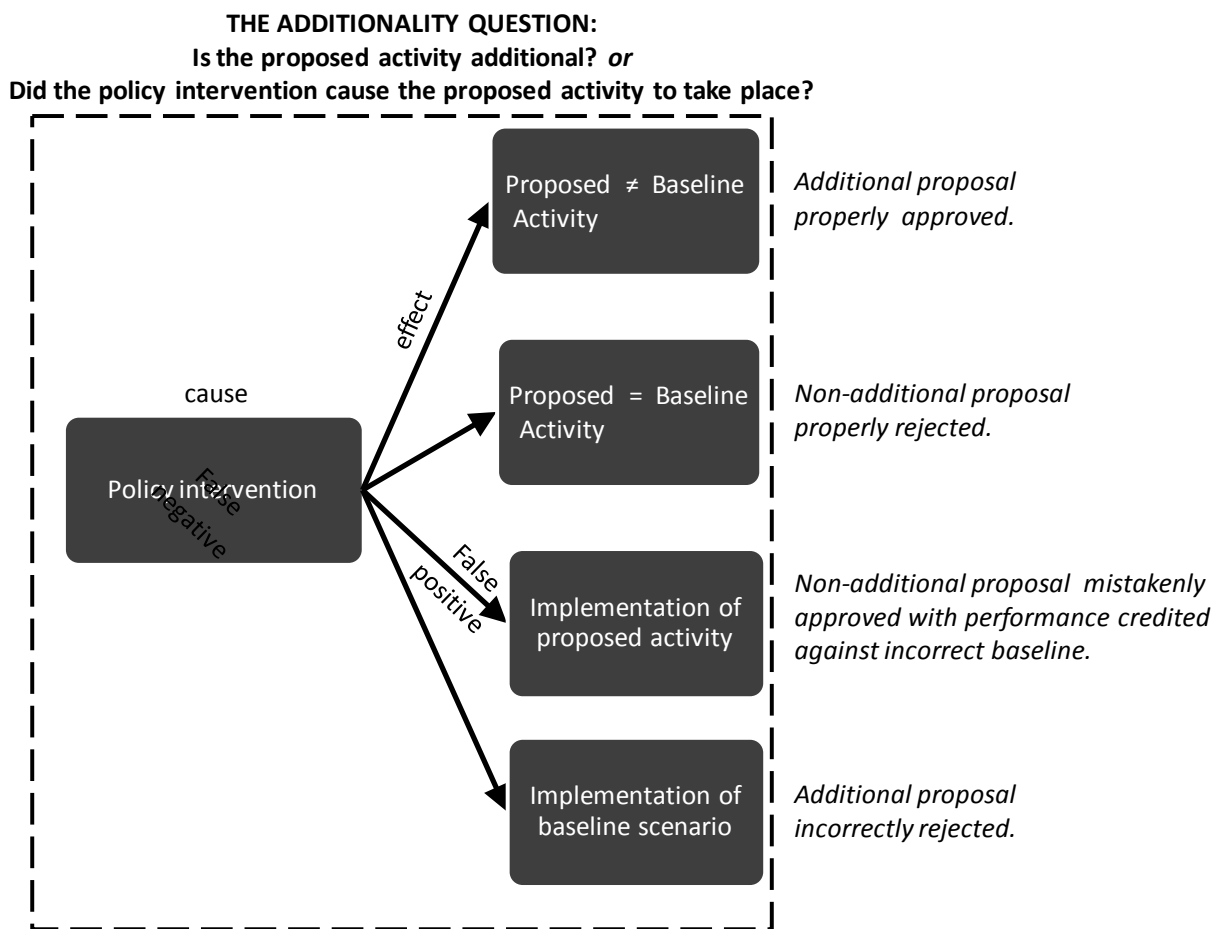 THE ADDITIONALITY QUESTION:
Is the proposed activity additional? or
Did the policy intervention cause the proposed activity to take place?
Proposed ≠ Baseline
Activity
Additional proposal
properly approved.
effect
Proposed = Baseline
Activity
Non-additional proposal
properly rejected.
cause
Policy intervention
False
negative
False
positive
Implementation of
proposed activity
Non-additional proposal mistakenly
approved with performance credited
against incorrect baseline.
Implementation of
baseline scenario
Additional proposal
incorrectly rejected.